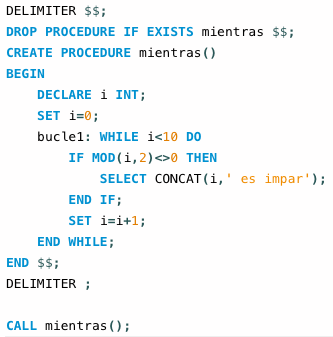 DELIMITER $$;
DROP PROCEDURE IF EXISTS mientras $$;
CREATE PROCEDURE mientras()
BEGIN
    DECLARE i INT;
    SET i=0;
    bucle1: WHILE i<10 DO
        IF MOD(i,2)<>0 THEN
            SELECT CONCAT(i,' es impar');
        END IF;
        SET i=i+1;
    END WHILE;
END $$;
DELIMITER ;

CALL mientras();